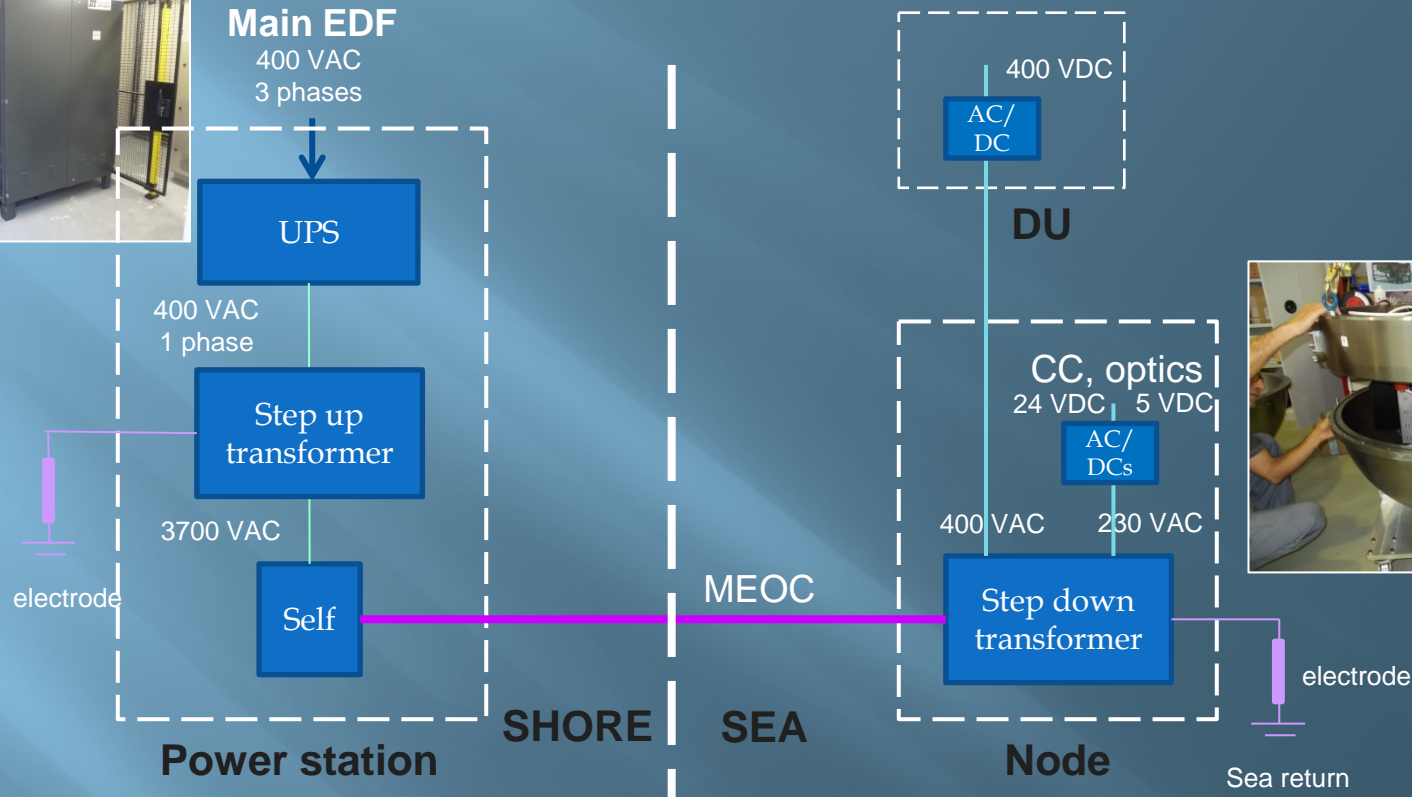 Main EDF
400 VAC
3 phases
UPS
400 VAC
1 phase
Step up
transformer
3700 VAC
electrode
Self
Power station
SHORE
SEA
MEOC
400 VDC
AC/
DC
DU
CC, optics
24 VDC
5 VDC
AC/
DCs
400 VAC
230 VAC
Step down
transformer
Node
electrode
Sea return